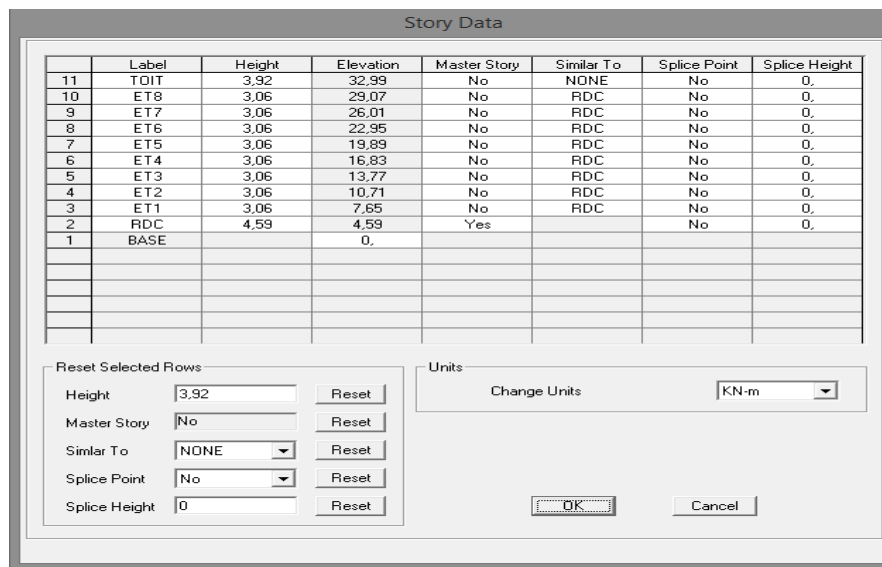 Story Data
Label Height Elevation Master Story Similar To Splice Point Splice Height
11 TOIT 3,92 32,99 No NONE No 0,
10 ET8 3,06 29,07 No RDC No 0,
9 ET7 3,06 26,01 No RDC No 0,
8 ET6 3,06 22,95 No RDC No 0,
7 ET5 3,06 19,89 No RDC No 0,
6 ET4 3,06 16,83 No RDC No 0,
5 ET3 3,06 13,77 No RDC No 0,
4 ET2 3,06 10,71 No RDC No 0,
3 ET1 3,06 7,65 No RDC No 0,
2 RDC 4,59 4,59 Yes No 0,
1 BASE 0,
Reset Selected Rows
Height 3,92 Reset
Master Story No Reset
Simlar To NONE Reset
Splice Point No Reset
Splice Height 0 Reset
Units
Change Units KN-m
OK Cancel